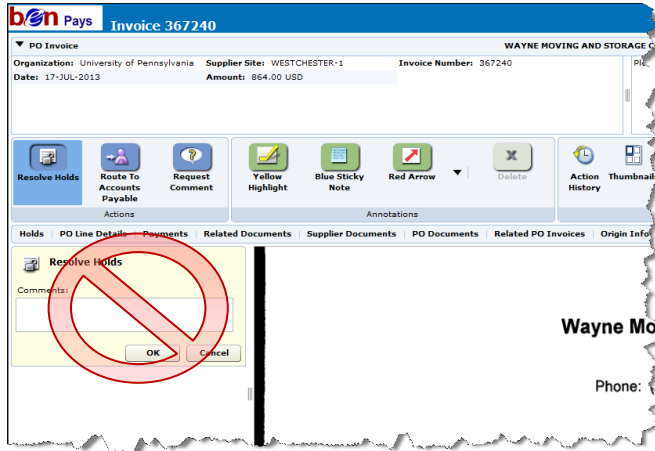 ben Pays Invoice 367240
PO Invoice WAYNE MOVING AND STORAGE C
Organization: University of Pennsylvania Supplier Site: WESTCHESTER-1 Invoice Number: 367240
Date: 17-JUL-2013 Amount: 864.00 USD
Resolve Holds Route To Accounts Payable Request Comment Yellow Highlight Blue Sticky Note Red Arrow Delete Action History Thumbnails
Actions Annotations
Holds PO Line Details Payments Related Documents Supplier Documents PO Documents Related PO Invoices Origin Infor
Resolve Holds
Comments:
OK Cancel
Wayne Mo
Phone: